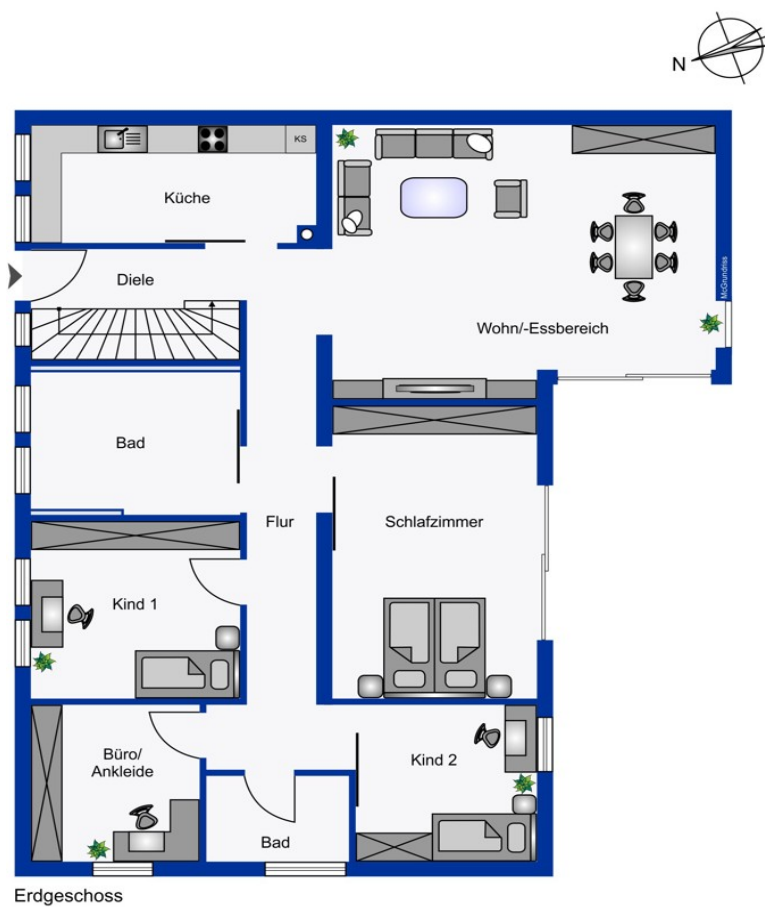 N
KS
Küche
Diele
McGrundriss
Wohn/-Essbereich
Bad
Flur
Schlafzimmer
Kind 1
Büro/
Ankleide
Kind 2
Bad
Erdgeschoss